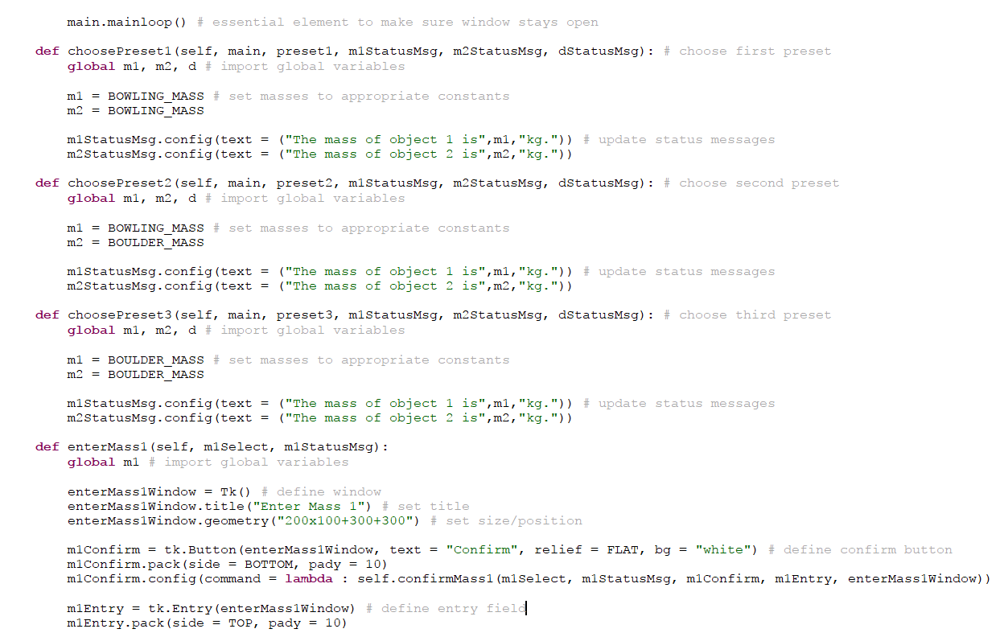 main.mainloop() # essential element to make sure window stays open
def choosePreset1(self, main, preset1, m1StatusMsg, m2StatusMsg, dStatusMsg): # choose first preset
global m1, m2, d # import global variables
m1 = BOWLING_MASS # set masses to appropriate constants
m2 = BOWLING_MASS
m1StatusMsg.config(text = ("The mass of object 1 is",m1,"kg.")) # update status messages
m2StatusMsg.config(text = ("The mass of object 2 is",m2,"kg."))
def choosePreset2(self, main, preset2, m1StatusMsg, m2StatusMsg, dStatusMsg): # choose second preset
global m1, m2, d # import global variables
m1 = BOWLING_MASS # set masses to appropriate constants
m2 = BOULDER_MASS
m1StatusMsg.config(text = ("The mass of object 1 is",m1,"kg.")) # update status messages
m2StatusMsg.config(text = ("The mass of object 2 is",m2,"kg."))
def choosePreset3(self, main, preset3, m1StatusMsg, m2StatusMsg, dStatusMsg): # choose third preset
global m1, m2, d # import global variables
m1 = BOULDER_MASS # set masses to appropriate constants
m2 = BOULDER_MASS
m1StatusMsg.config(text = ("The mass of object 1 is",m1,"kg.")) # update status messages
m2StatusMsg.config(text = ("The mass of object 2 is",m2,"kg."))
def enterMass1(self, m1Select, m1StatusMsg):
global m1 # import global variables
enterMass1Window = Tk() # define window
enterMass1Window.title("Enter Mass 1") # set title
enterMass1Window.geometry("200x100+300+300") # set size/position
m1Confirm = tk.Button(enterMass1Window, text = "Confirm", relief = FLAT, bg = "white") # define confirm button
m1Confirm.pack(side = BOTTOM, pady = 10)
m1Confirm.config(command = lambda : self.confirmMass1(m1Select, m1StatusMsg, m1Confirm, m1Entry, enterMass1Window))
m1Entry = tk.Entry(enterMass1Window) # define entry field
m1Entry.pack(side = TOP, pady = 10)